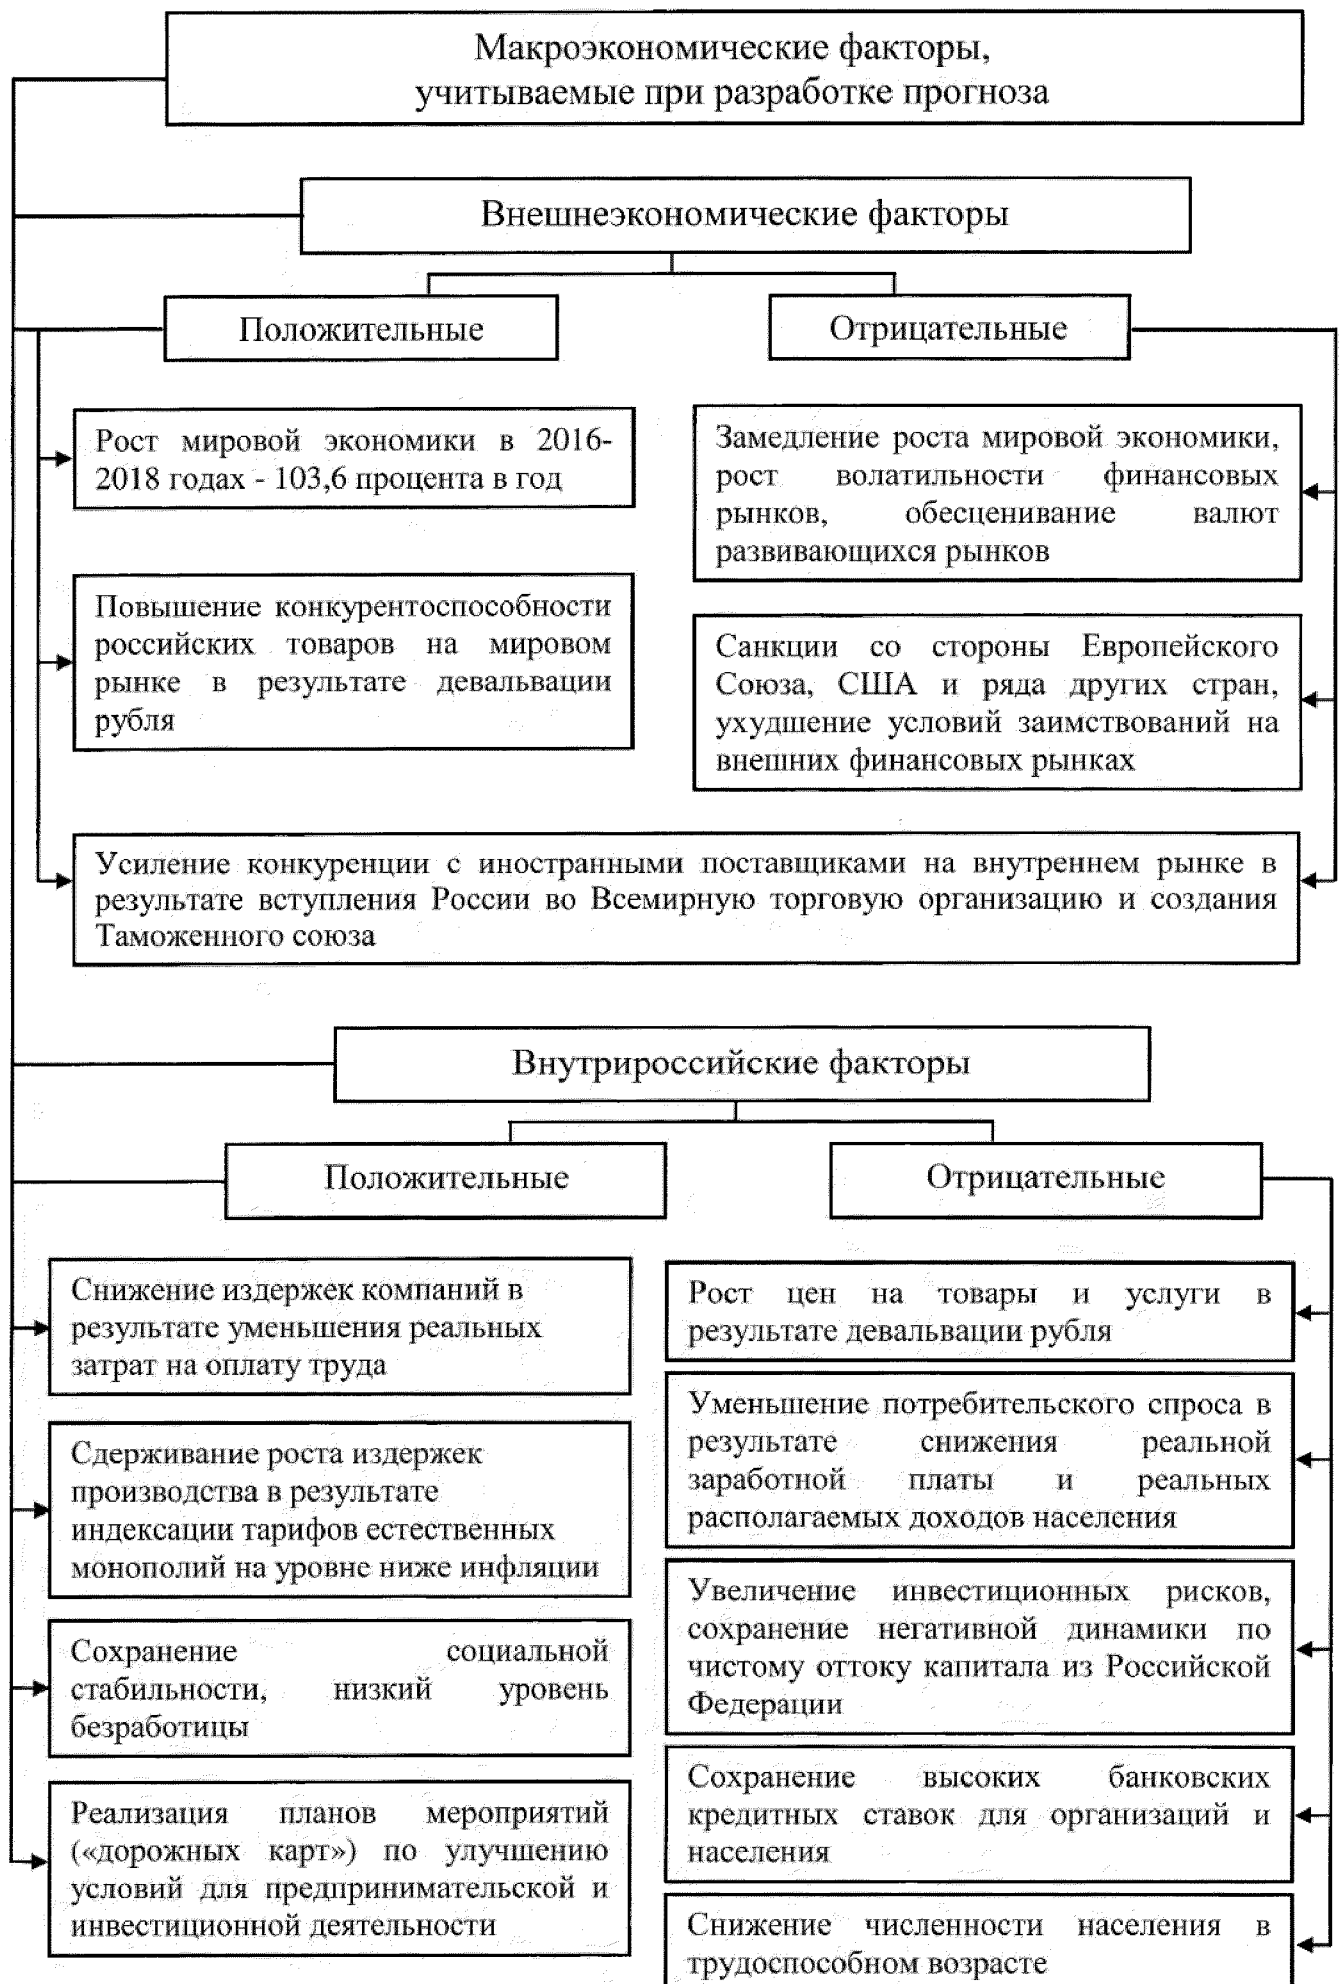 Макроэкономические факторы,
учитываемые при разработке прогноза
Внешнеэкономические факторы
Положительные
Отрицательные
Рост мировой экономики в 2016-
2018 годах - 103,6 процента в год
Повышение конкурентоспособности
российских товаров на мировом
рынке в результате девальвации
рубля
Замедление роста мировой экономики,
рост волатильности финансовых
рынков, обесценивание валют
развивающихся рынков
Санкции со стороны Европейского
Союза, США и ряда других стран,
ухудшение условий заимствований на
внешних финансовых рынках
Усиление конкуренции с иностранными поставщиками на внутреннем рынке в
результате вступления России во Всемирную торговую организацию и создания
Таможенного союза
Внутрироссийские факторы
Положительные
Отрицательные
Снижение издержек компаний в
результате уменьшения реальных
затрат на оплату труда
Сдерживание роста издержек
производства в результате
индексации тарифов естественных
монополий на уровне ниже инфляции
Сохранение социальной
стабильности, низкий уровень
безработицы
Реализация планов мероприятий
(«дорожных карт») по улучшению
условий для предпринимательской и
инвестиционной деятельности
Рост цен на товары и услуги в
результате девальвации рубля
Уменьшение потребительского спроса в
результате снижения реальной
заработной платы и реальных
располагаемых доходов населения
Увеличение инвестиционных рисков,
сохранение негативной динамики по
чистому оттоку капитала из Российской
Федерации
Сохранение высоких банковских
кредитных ставок для организаций и
населения
Снижение численности населения в
трудоспособном возрасте